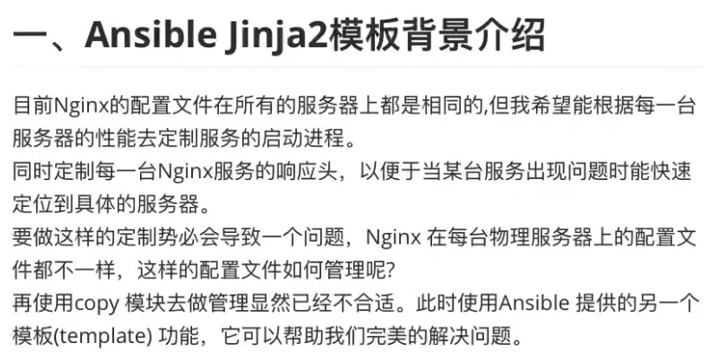 一、Ansible Jinja2模板背景介绍
目前Nginx的配置文件在所有的服务器上都是相同的,但我希望能根据每一台
服务器的性能去定制服务的启动进程。
同时定制每一台Nginx服务的响应头，以便于当某台服务出现问题时能快速
定位到具体的服务器。
要做这样的定制势必会导致一个问题，Nginx 在每台物理服务器上的配置文
件都不一样，这样的配置文件如何管理呢?
再使用copy 模块去做管理显然已经不合适。此时使用Ansible 提供的另一个
模板(template) 功能，它可以帮助我们完美的解决问题。